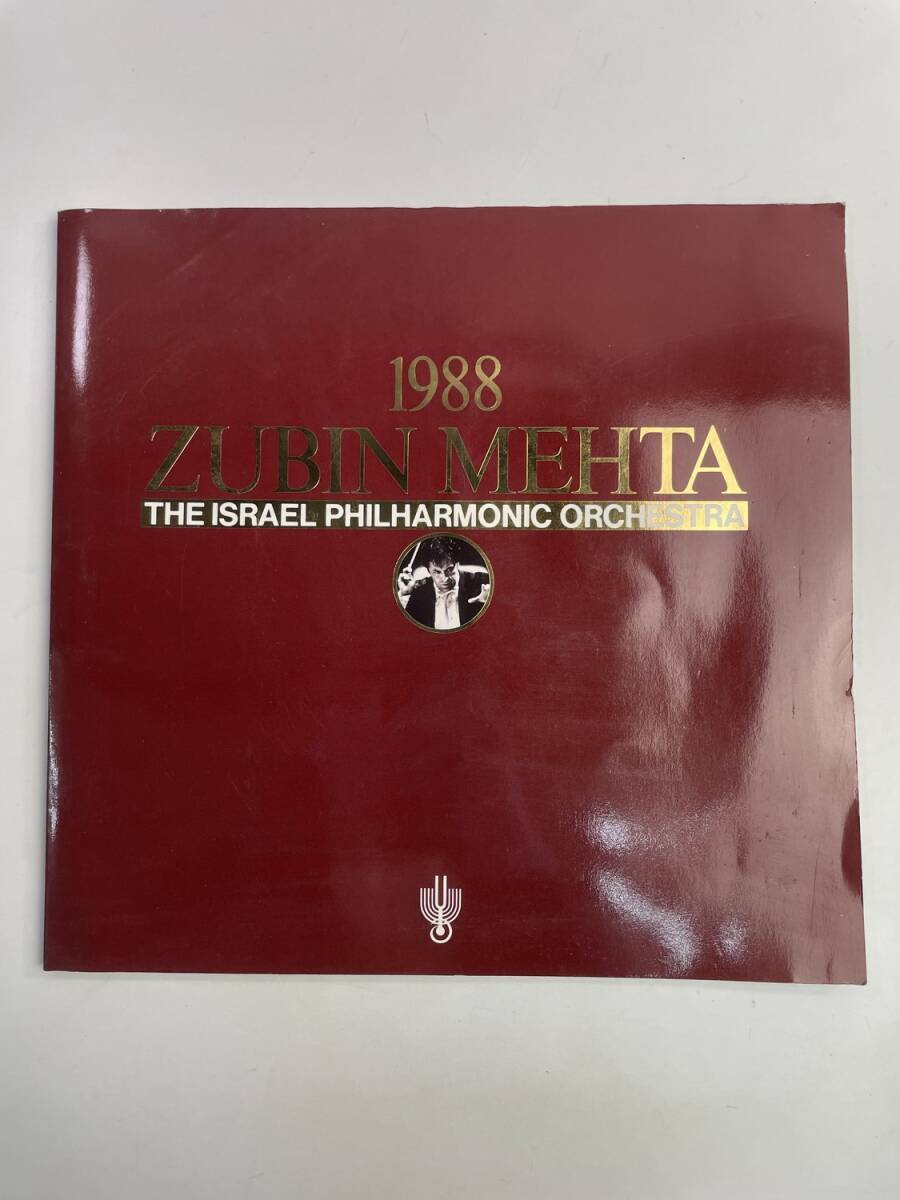 1988
ZUBIN MEHTA
THE ISRAEL PHILHARMONIC ORCHESTRA